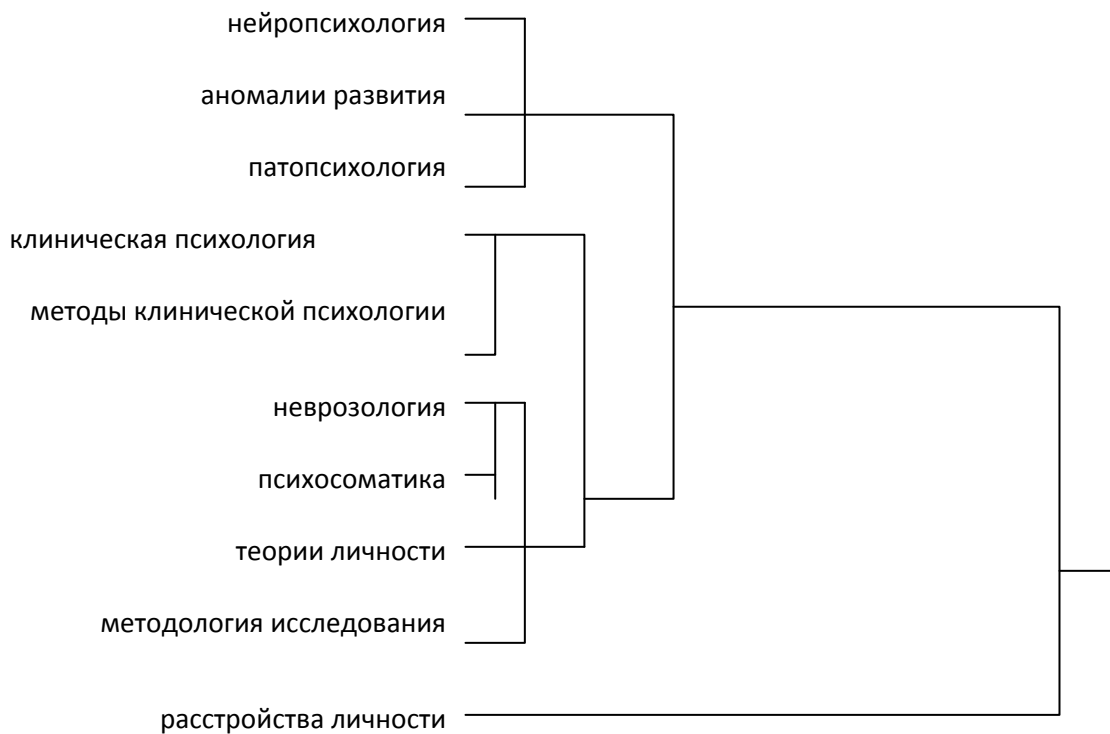 нейропсихология
аномалии развития
патопсихология
клиническая психология
методы клинической психологии
неврозология
психосоматика
теории личности
методология исследования
расстройства личности